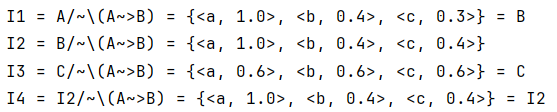 I1 = A/~\(A~>B) = {<a, 1.0>, <b, 0.4>, <c, 0.3>} = B
I2 = B/~\(A~>B) = {<a, 1.0>, <b, 0.4>, <c, 0.4>}
I3 = C/~\(A~>B) = {<a, 0.6>, <b, 0.6>, <c, 0.6>} = C
I4 = I2/~\(A~>B) = {<a, 1.0>, <b, 0.4>, <c, 0.4>} = I2